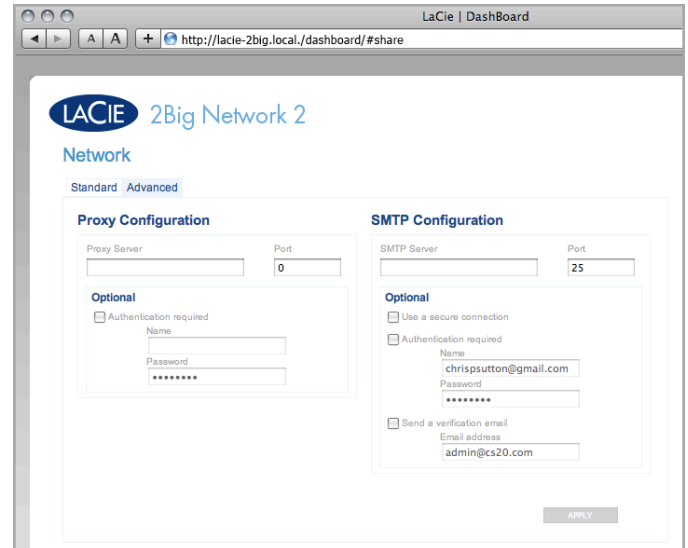 LaCie | DashBoard
A A + http://lacie-2big.local./dashboard/#share
LACIE 2Big Network 2
Network
Standard Advanced
Proxy Configuration
Proxy Server Port
0
Optional
Authentication required
Name
Password
••••••••
SMTP Configuration
SMTP Server Port
25
Optional
Use a secure connection
Authentication required
Name
chrispsutton@gmail.com
Password
••••••••
Send a verification email
Email address
admin@cs20.com
APPLY